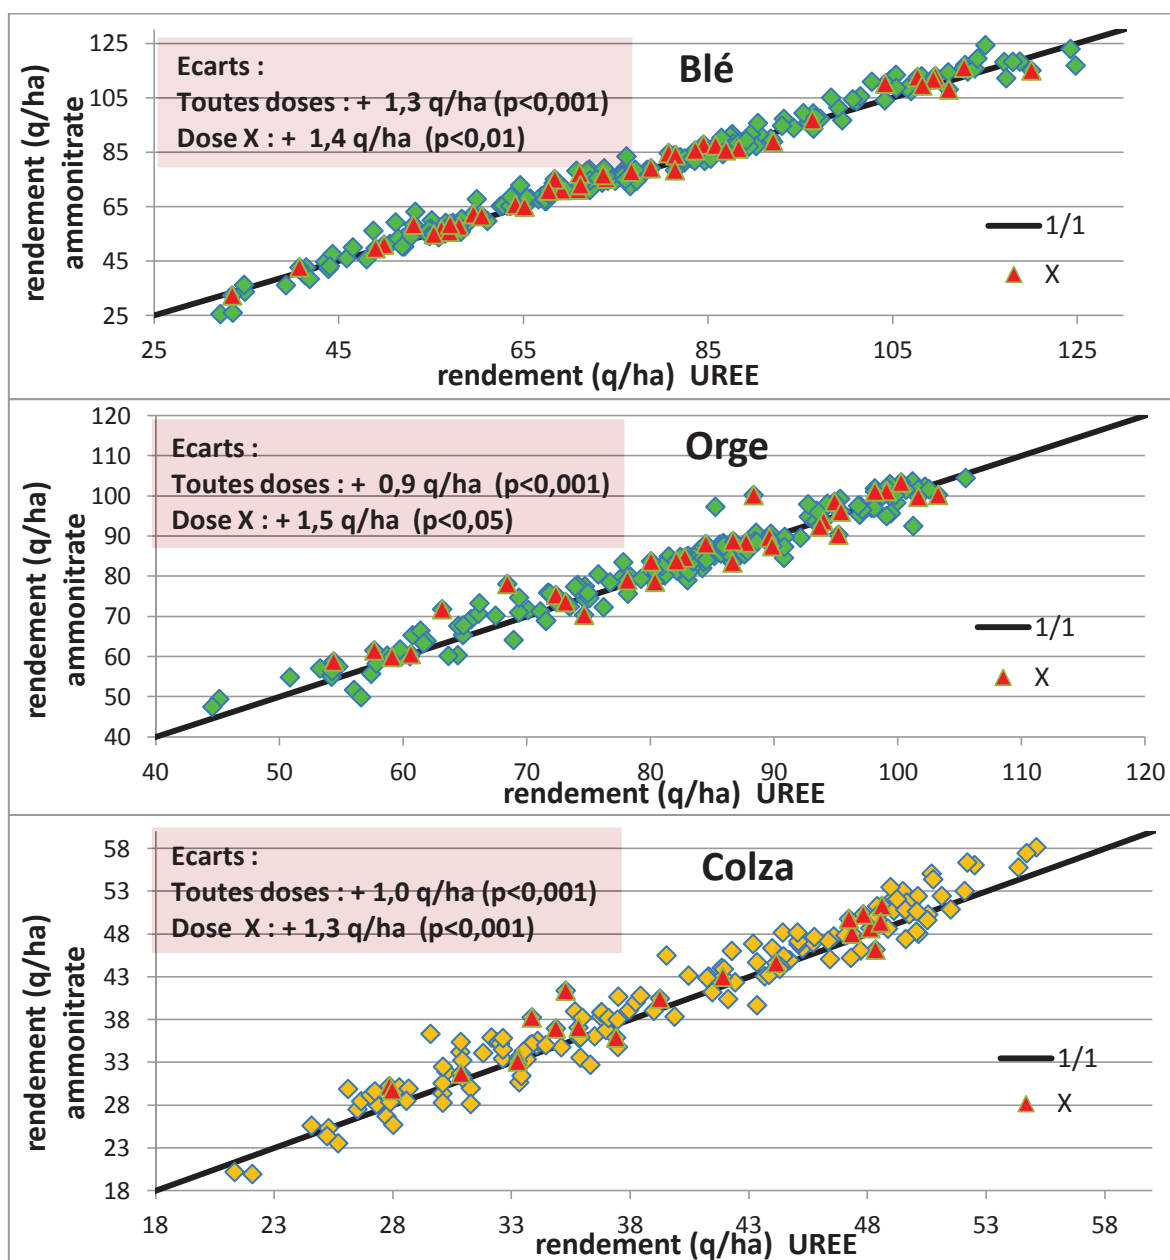 Blé
Ecarts :
Toutes doses : + 1,3 q/ha (p<0,001)
Dose X : + 1,4 q/ha (p<0,01)
rendement (q/ha)
ammonitrate
125
105
85
65
45
25
1/1
X
25 45 65 85 105 125
rendement (q/ha) UREE
Orge
Ecarts :
Toutes doses : + 0,9 q/ha (p<0,001)
Dose X : + 1,5 q/ha (p<0,05)
rendement (q/ha)
ammonitrate
120
110
100
90
80
70
60
50
40
1/1
X
40 50 60 70 80 90 100 110 120
rendement (q/ha) UREE
Colza
Ecarts :
Toutes doses : + 1,0 q/ha (p<0,001)
Dose X : + 1,3 q/ha (p<0,001)
rendement (q/ha)
ammonitrate
58
53
48
43
38
33
28
23
18
1/1
X
18 23 28 33 38 43 48 53 58
rendement (q/ha) UREE